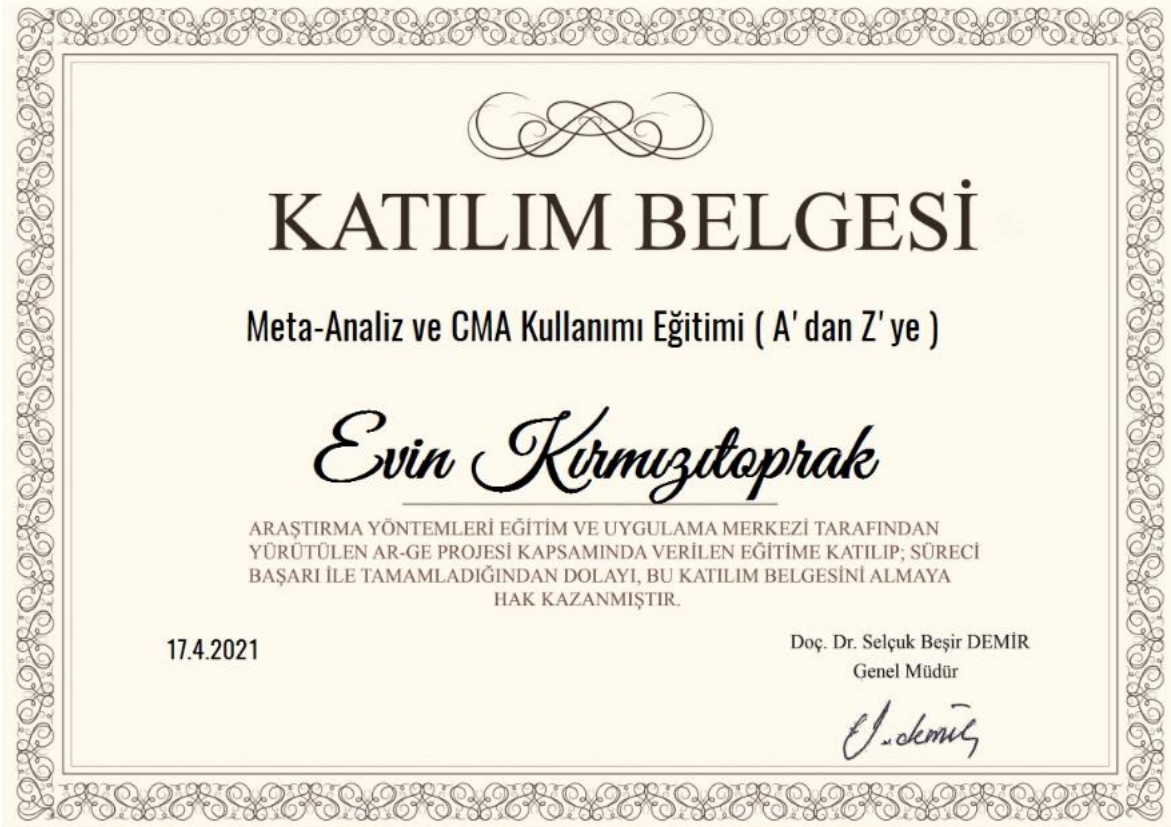 KATILIM BELGESİ
Meta-Analiz ve CMA Kullanımı Eğitimi ( A'dan Z'ye )
Evin Kırmızıtoprak
ARAŞTIRMA YÖNTEMLERİ EĞİTİM VE UYGULAMA MERKEZİ TARAFINDAN
YÜRÜTÜLEN AR-GE PROJESİ KAPSAMINDA VERİLEN EĞİTİME KATILIP; SÜRECİ
BAŞARI İLE TAMAMLADIĞINDAN DOLAYI, BU KATILIM BELGESİNİ ALMAYA
HAK KAZANMIŞTIR.
17.4.2021
Doç. Dr. Selçuk Beşir DEMİR
Genel Müdür